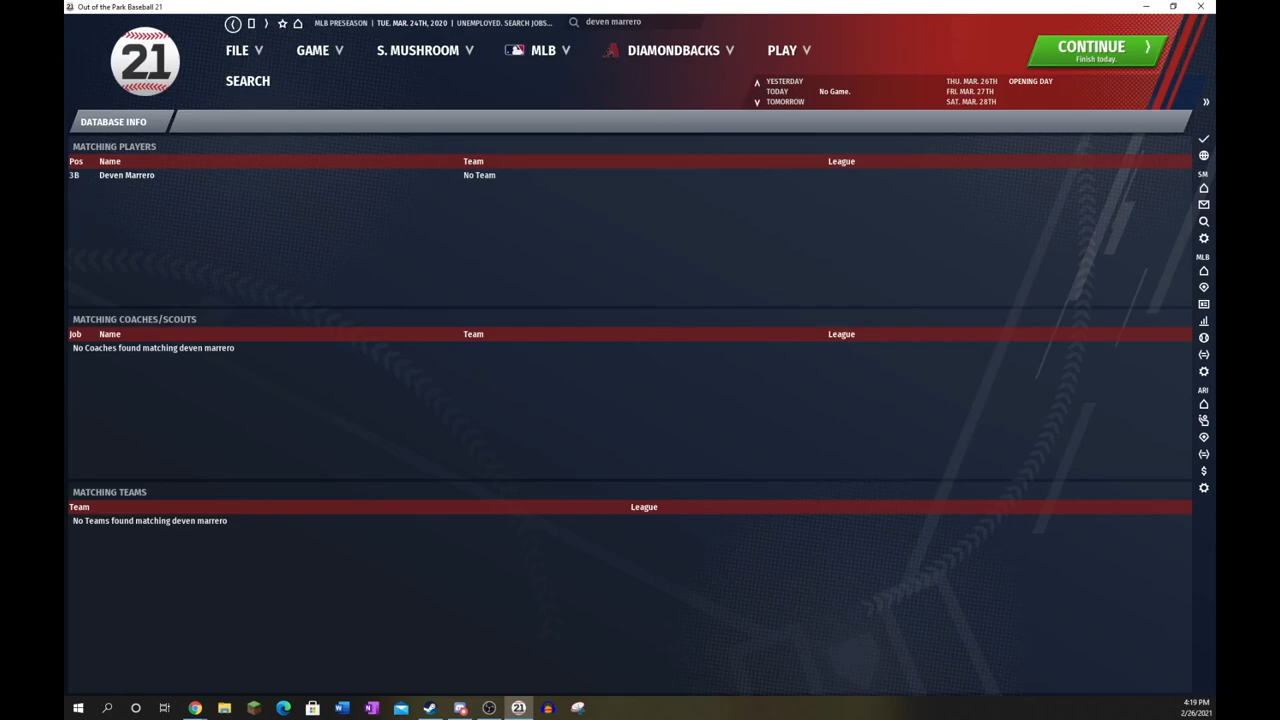 Out of the Park Baseball 21
MLB PRESEASON | TUE. MAR. 24TH, 2020 | UNEMPLOYED. SEARCH JOBS...
deven marrero
21
FILE GAME S. MUSHROOM MLB DIAMONDBACKS PLAY
CONTINUE
Finish today.
SEARCH
YESTERDAY
TODAY No Game.
TOMORROW
THU. MAR. 26TH OPENING DAY
FRI. MAR. 27TH
SAT. MAR. 28TH
DATABASE INFO
MATCHING PLAYERS
Pos Name Team League
3B Deven Marrero No Team
MATCHING COACHES/SCOUTS
Job Name Team League
No Coaches found matching deven marrero
MATCHING TEAMS
Team League
No Teams found matching deven marrero
SM
MLB
ARI
$
21
4:19 PM
2/26/2021